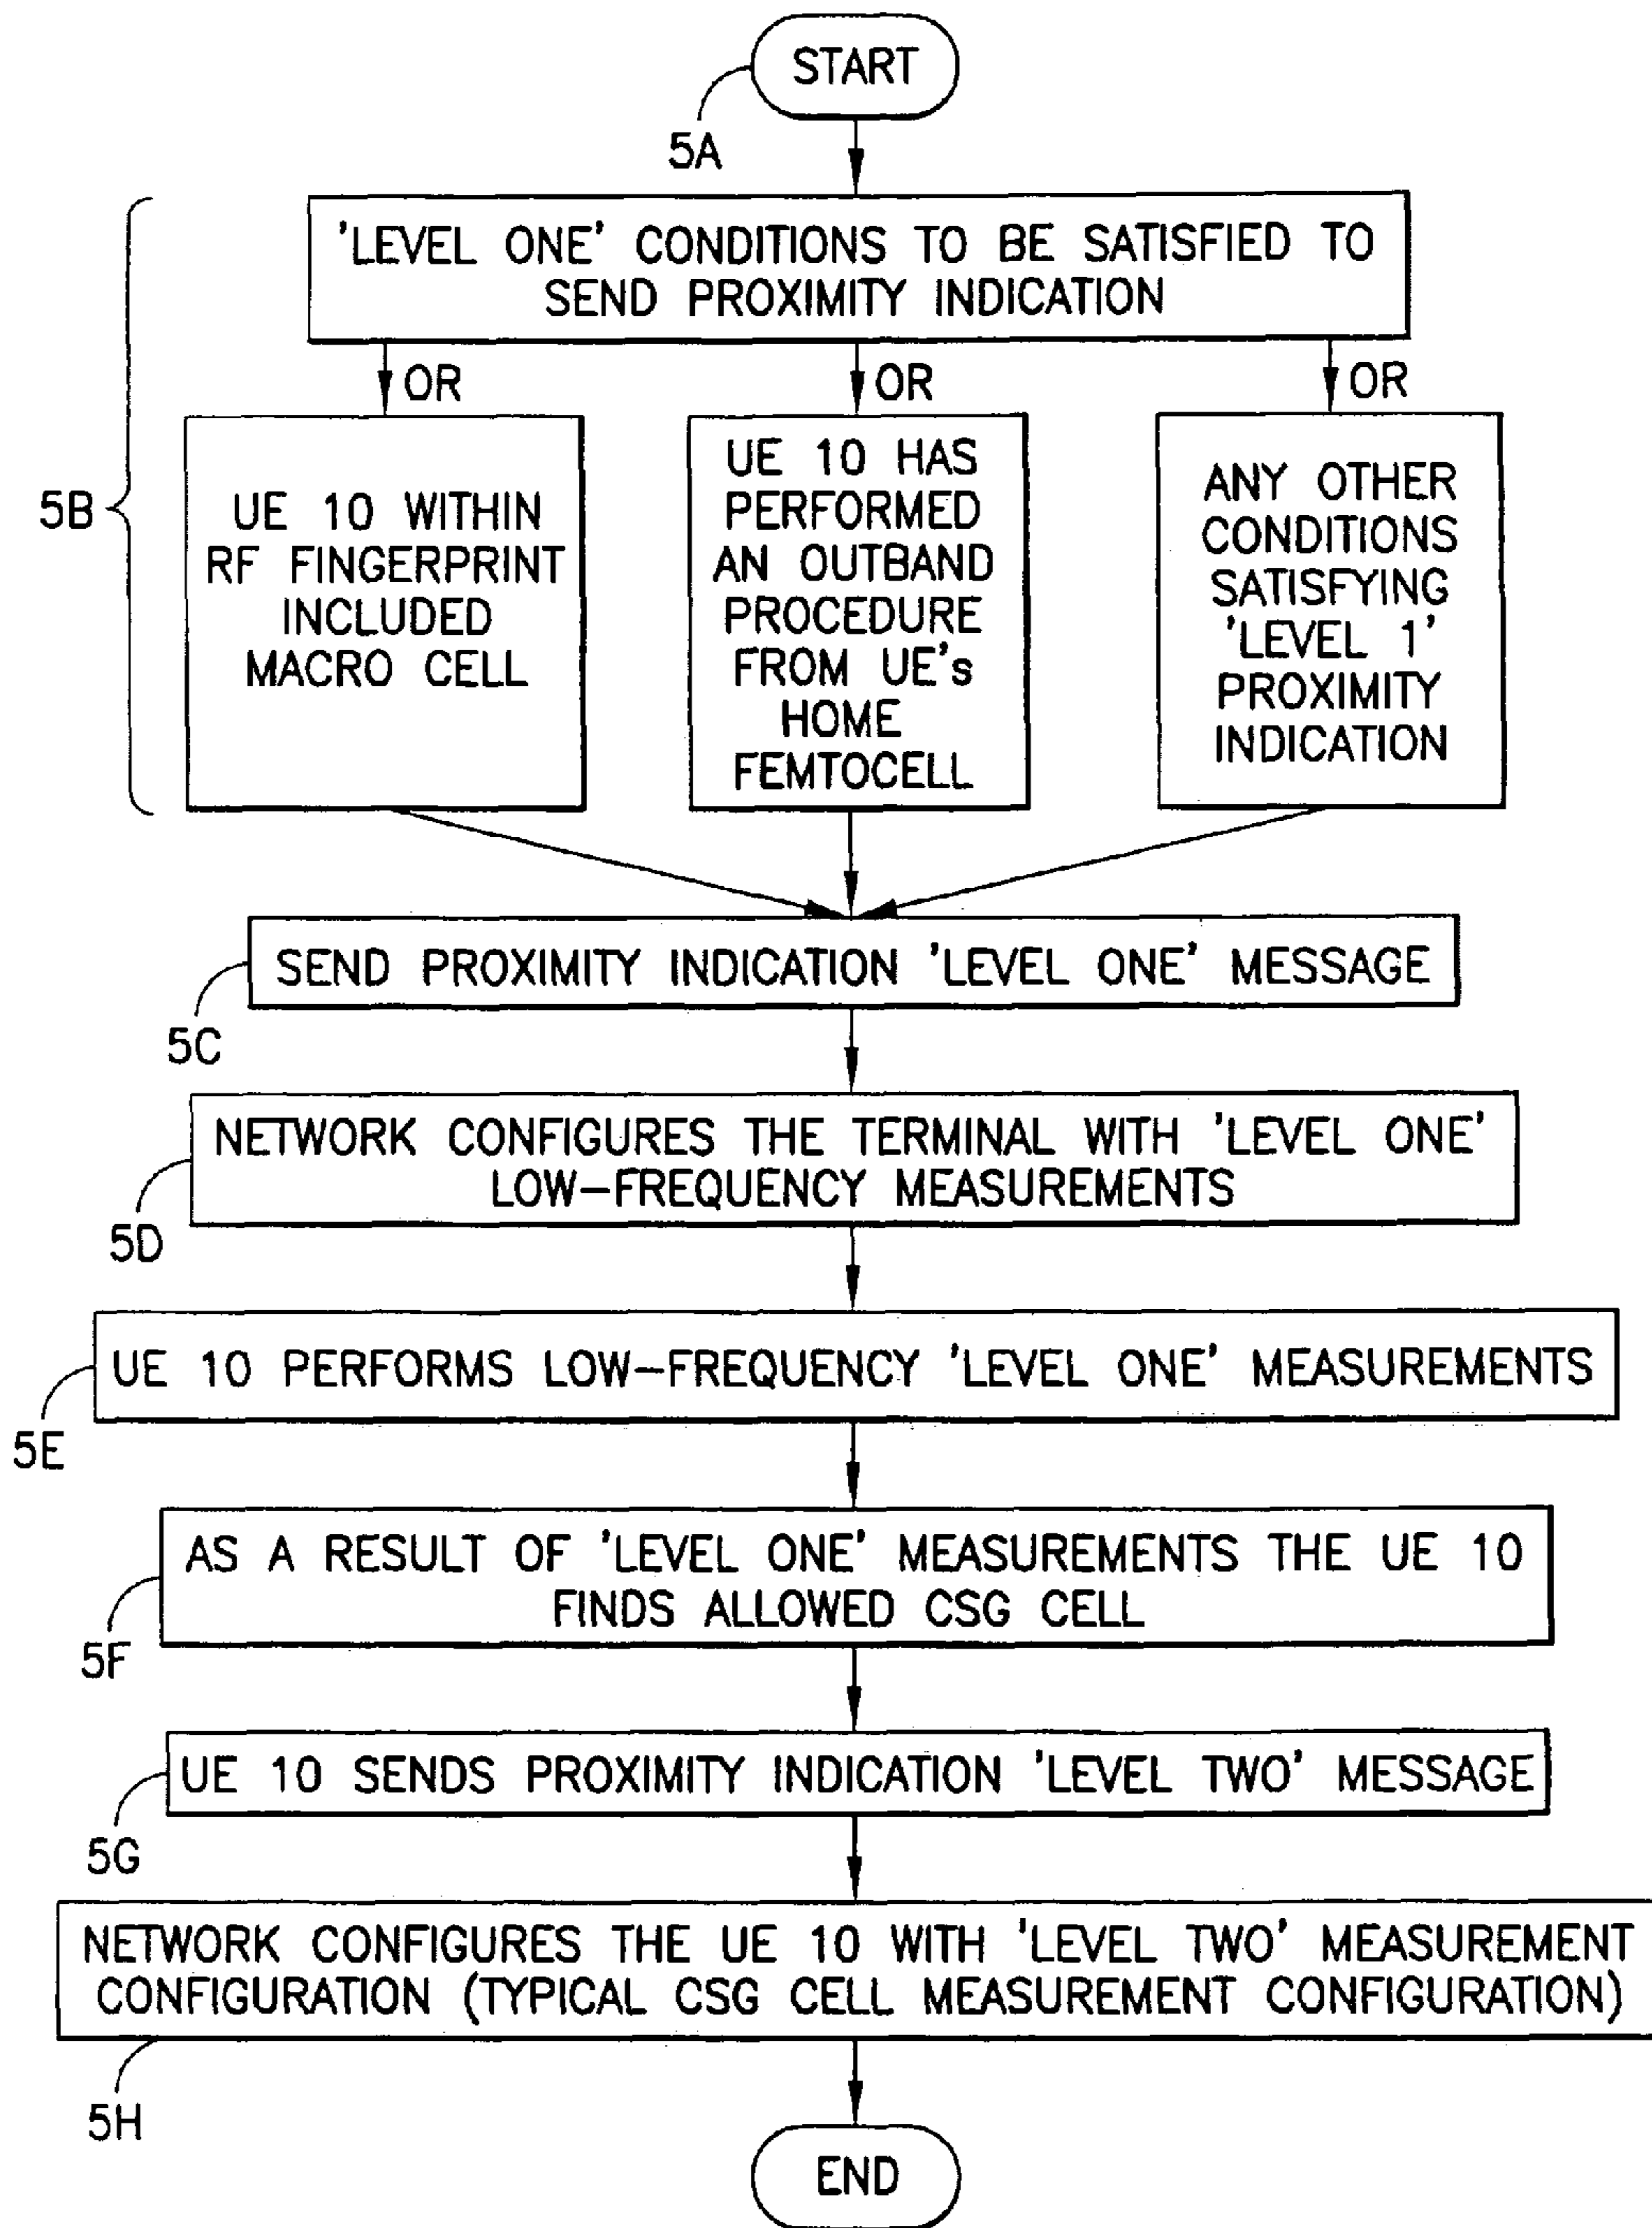 START
5A
'LEVEL ONE' CONDITIONS TO BE SATISFIED TO
SEND PROXIMITY INDICATION
5B
OR
OR
OR
UE 10 WITHIN
RF FINGERPRINT
INCLUDED
MACRO CELL
UE 10 HAS
PERFORMED
AN OUTBAND
PROCEDURE
FROM UE's
HOME
FEMTOCELL
ANY OTHER
CONDITIONS
SATISFYING
'LEVEL 1'
PROXIMITY
INDICATION
SEND PROXIMITY INDICATION 'LEVEL ONE' MESSAGE
5C
NETWORK CONFIGURES THE TERMINAL WITH 'LEVEL ONE'
LOW-FREQUENCY MEASUREMENTS
5D
UE 10 PERFORMS LOW-FREQUENCY 'LEVEL ONE' MEASUREMENTS
5E
AS A RESULT OF 'LEVEL ONE' MEASUREMENTS THE UE 10
FINDS ALLOWED CSG CELL
5F
UE 10 SENDS PROXIMITY INDICATION 'LEVEL TWO' MESSAGE
5G
NETWORK CONFIGURES THE UE 10 WITH 'LEVEL TWO' MEASUREMENT
CONFIGURATION (TYPICAL CSG CELL MEASUREMENT CONFIGURATION)
5H
END